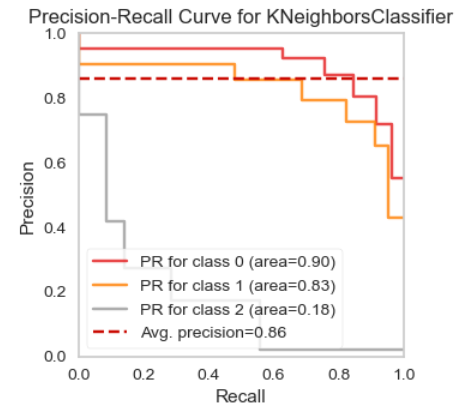 Precision-Recall Curve for KNeighborsClassifier
1.0
0.8
0.6
0.4
0.2
0.0
Precision
PR for class 0 (area=0.90)
PR for class 1 (area=0.83)
PR for class 2 (area=0.18)
Avg. precision=0.86
0.0 0.2 0.4 0.6 0.8 1.0
Recall